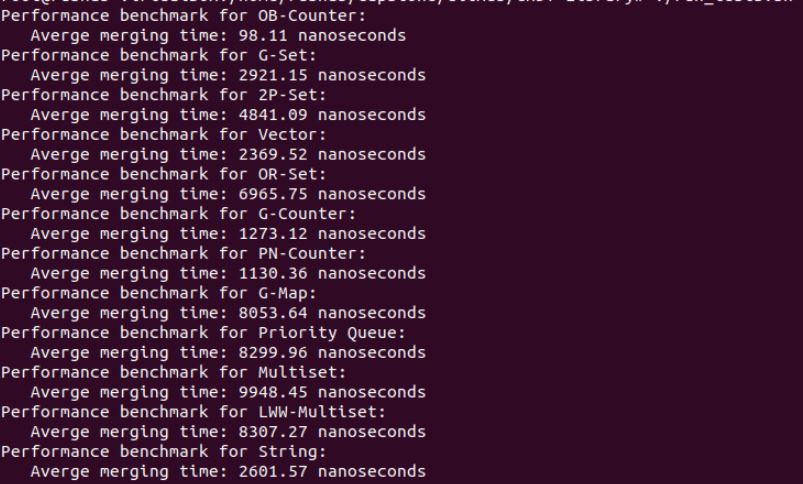 Performance benchmark for OB-Counter:
Averge merging time: 98.11 nanoseconds
Performance benchmark for G-Set:
Averge merging time: 2921.15 nanoseconds
Performance benchmark for 2P-Set:
Averge merging time: 4841.09 nanoseconds
Performance benchmark for Vector:
Averge merging time: 2369.52 nanoseconds
Performance benchmark for OR-Set:
Averge merging time: 6965.75 nanoseconds
Performance benchmark for G-Counter:
Averge merging time: 1273.12 nanoseconds
Performance benchmark for PN-Counter:
Averge merging time: 1130.36 nanoseconds
Performance benchmark for G-Map:
Averge merging time: 8053.64 nanoseconds
Performance benchmark for Priority Queue:
Averge merging time: 8299.96 nanoseconds
Performance benchmark for Multiset:
Averge merging time: 9948.45 nanoseconds
Performance benchmark for LWW-Multiset:
Averge merging time: 8307.27 nanoseconds
Performance benchmark for String:
Averge merging time: 2601.57 nanoseconds